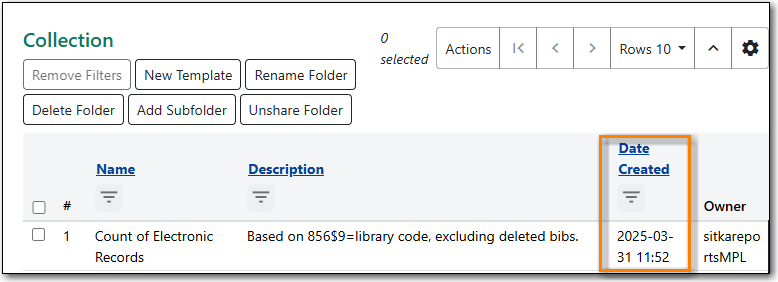 Collection
0
selected
Actions
Rows 10
Remove Filters
New Template
Rename Folder
Delete Folder
Add Subfolder
Unshare Folder
#
Name
Description
Date
Created
Owner
1
Count of Electronic
Records
Based on 856$9=library code, excluding deleted bibs.
2025-03-
31 11:52
sitkarepo
rtsMPL